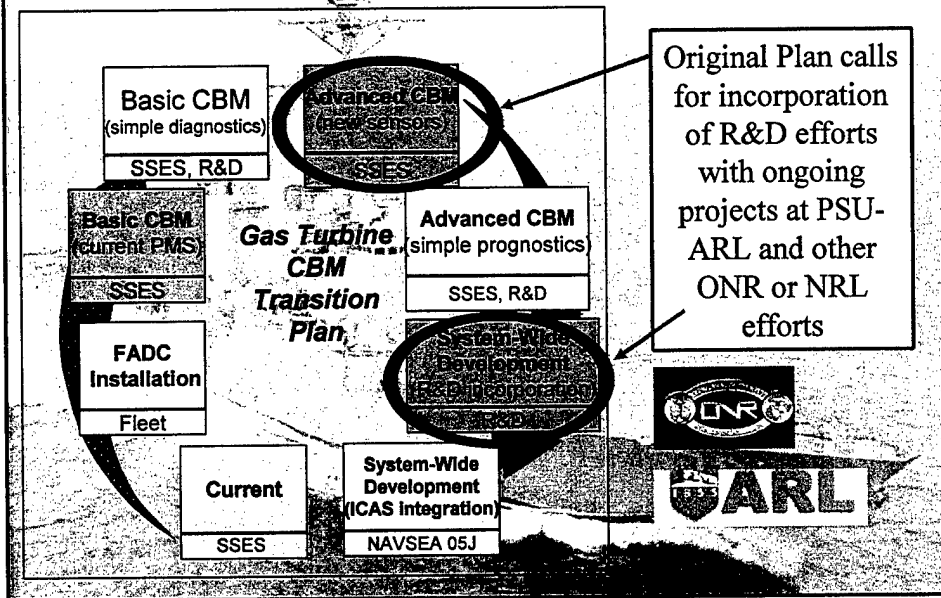 Basic CBM
(simple diagnostics)
SSES, R&D
Advanced CBM
(new sensors)
SSES
Original Plan calls
for incorporation
of R&D efforts
with ongoing
projects at PSU-
ARL and other
ONR or NRL
efforts
Basic CBM
(current PMS)
SSES
Gas Turbine
CBM
Transition
Plan
Advanced CBM
(simple prognostics)
SSES, R&D
FADC
Installation
Fleet
System-Wide
Development
(R&D Incorporation)
Current
SSES
System-Wide
Development
(ICAS Integration)
NAVSEA 05J
ONR
ARL